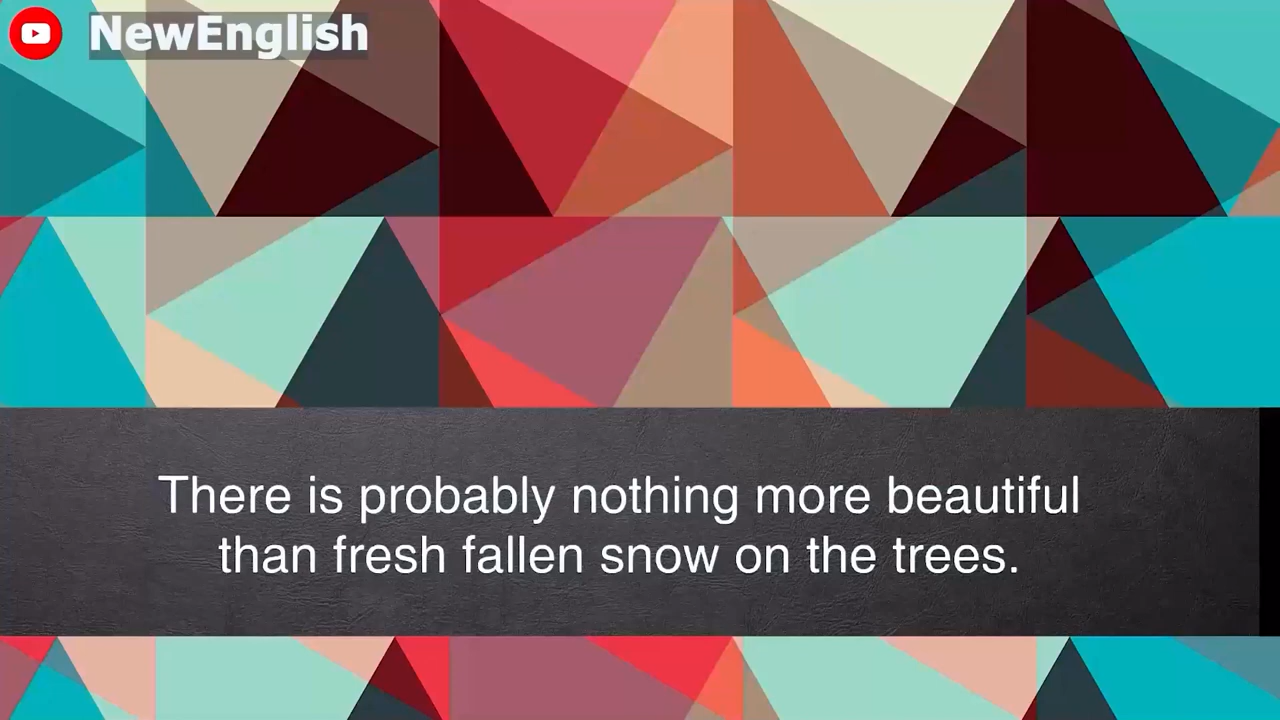 NewEnglish
There is probably nothing more beautiful
than fresh fallen snow on the trees.